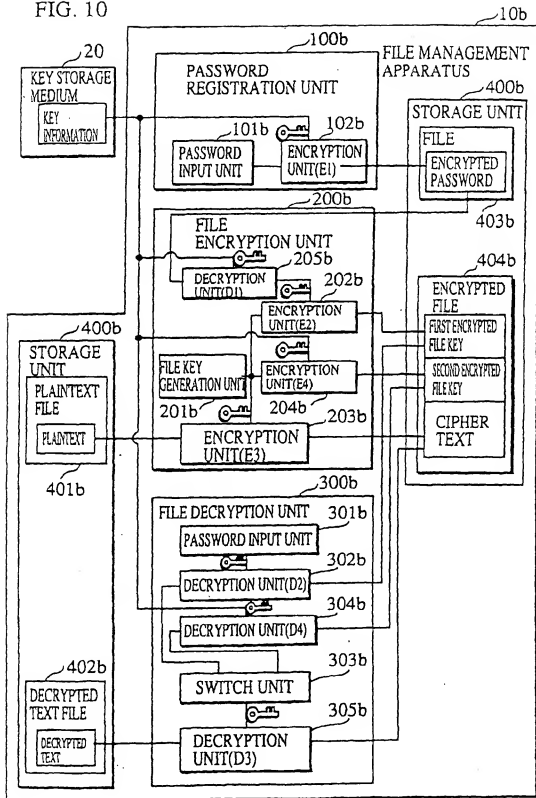 FIG. 10
10b
20
KEY STORAGE
MEDIUM
KEY
INFORMATION
100b
PASSWORD
REGISTRATION UNIT
101b
102b
PASSWORD
INPUT UNIT
ENCRYPTION
UNIT(E1)
FILE MANAGEMENT
APPARATUS
400b
STORAGE UNIT
FILE
ENCRYPTED
PASSWORD
403b
200b
FILE
ENCRYPTION UNIT
205b
DECRYPTION
UNIT(D1)
202b
ENCRYPTION
UNIT(E2)
FILE KEY
GENERATION UNIT
201b
ENCRYPTION
UNIT(E4)
204b
203b
ENCRYPTION
UNIT(E3)
404b
ENCRYPTED
FILE
FIRST ENCRYPTED
FILE KEY
SECOND ENCRYPTED
FILE KEY
CIPHER
TEXT
400b
STORAGE
UNIT
PLAINTEXT
FILE
PLAINTEXT
401b
300b
FILE DECRYPTION UNIT
301b
PASSWORD INPUT UNIT
302b
DECRYPTION UNIT(D2)
304b
DECRYPTION UNIT(D4)
303b
SWITCH UNIT
305b
DECRYPTION
UNIT(D3)
402b
DECRYPTED
TEXT FILE
DECRYPTED
TEXT